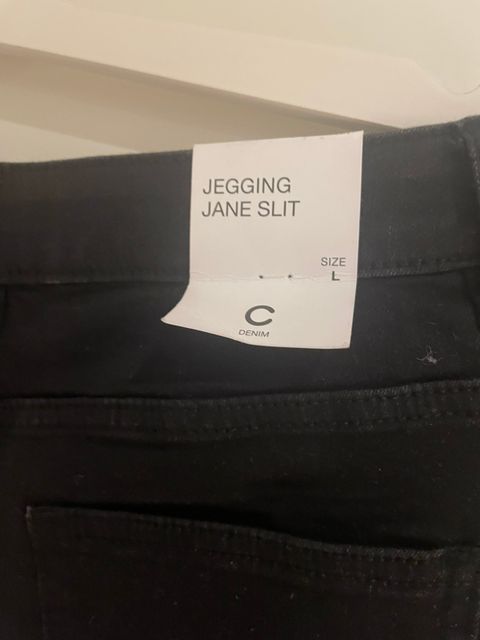 JEGGING
JANE SLIT
SIZE
L
C
DENIM